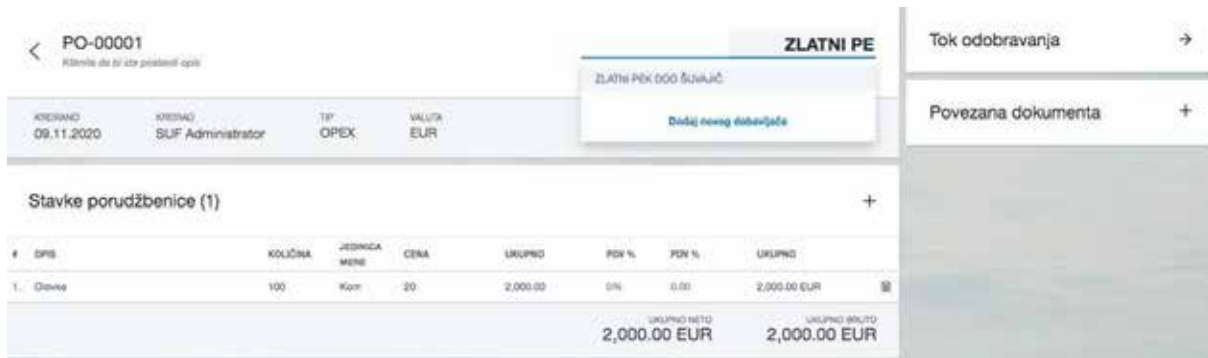 PO-00001
Kliknite da bi ste postavili opis
ZLATNI PE
ZLATNI PEK DOO ŠUVAJIĆ
Dodaj novog dobavljača
KREIRANO
KREIRAO
TIP
VALUTA
09.11.2020
SUF Administrator
OPEX
EUR
Tok odobravanja
Povezana dokumenta
Stavke porudžbenice (1)
# OPIS KOLIČINA JEDINICA MERE CENA UKUPNO PDV % PDV % UKUPNO
1. 100 Kom 20 2,000.00 0% 0.00 2,000.00 EUR
UKUPNO NETO UKUPNO BRUTO
2,000.00 EUR 2,000.00 EUR